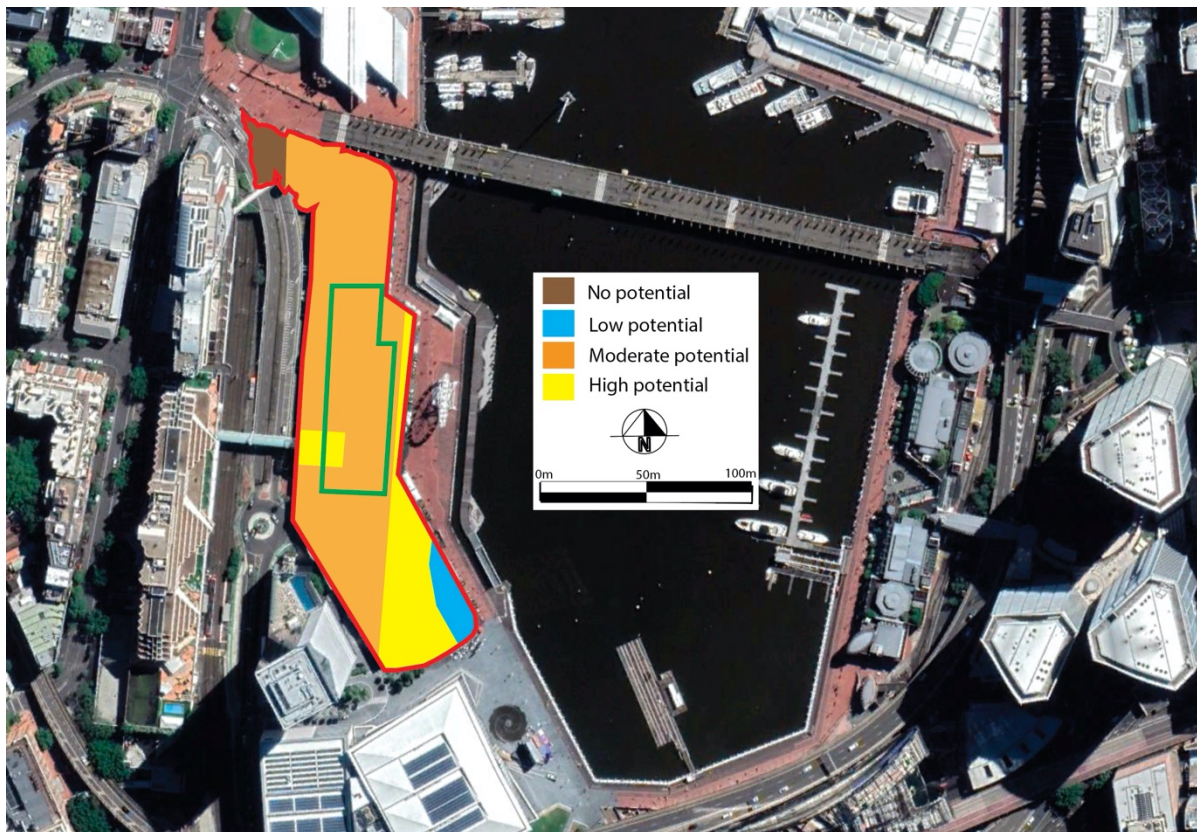 No potential
Low potential
Moderate potential
High potential
N
0m 50m 100m